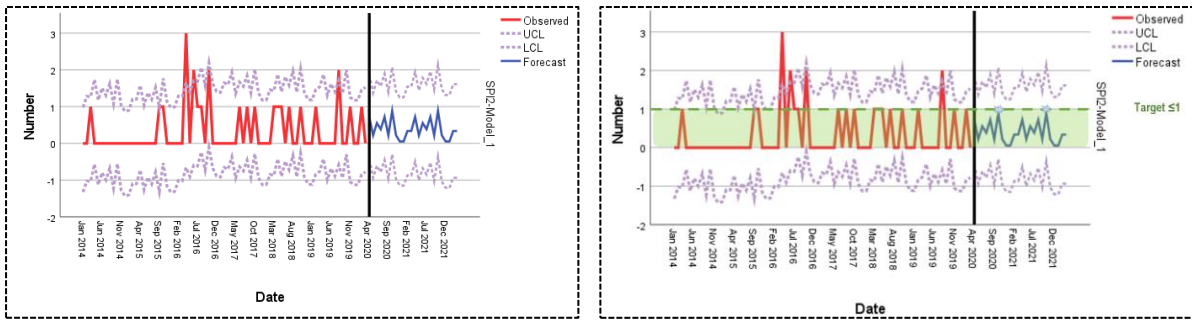 Observed
UCL
LCL
Forecast
3
2
1
0
-1
-2
Number
SPI2-Model_1
Jan 2014
Jun 2014
Nov 2014
Apr 2015
Sep 2015
Feb 2016
Jul 2016
Dec 2016
May 2017
Oct 2017
Mar 2018
Aug 2018
Jan 2019
Jun 2019
Nov 2019
Apr 2020
Sep 2020
Feb 2021
Jul 2021
Dec 2021
Date
Observed
UCL
LCL
Forecast
3
2
1
0
-1
-2
Number
SPI2-Model_1
Target ≤1
Jan 2014
Jun 2014
Nov 2014
Apr 2015
Sep 2015
Feb 2016
Jul 2016
Dec 2016
May 2017
Oct 2017
Mar 2018
Aug 2018
Jan 2019
Jun 2019
Nov 2019
Apr 2020
Sep 2020
Feb 2021
Jul 2021
Dec 2021
Date